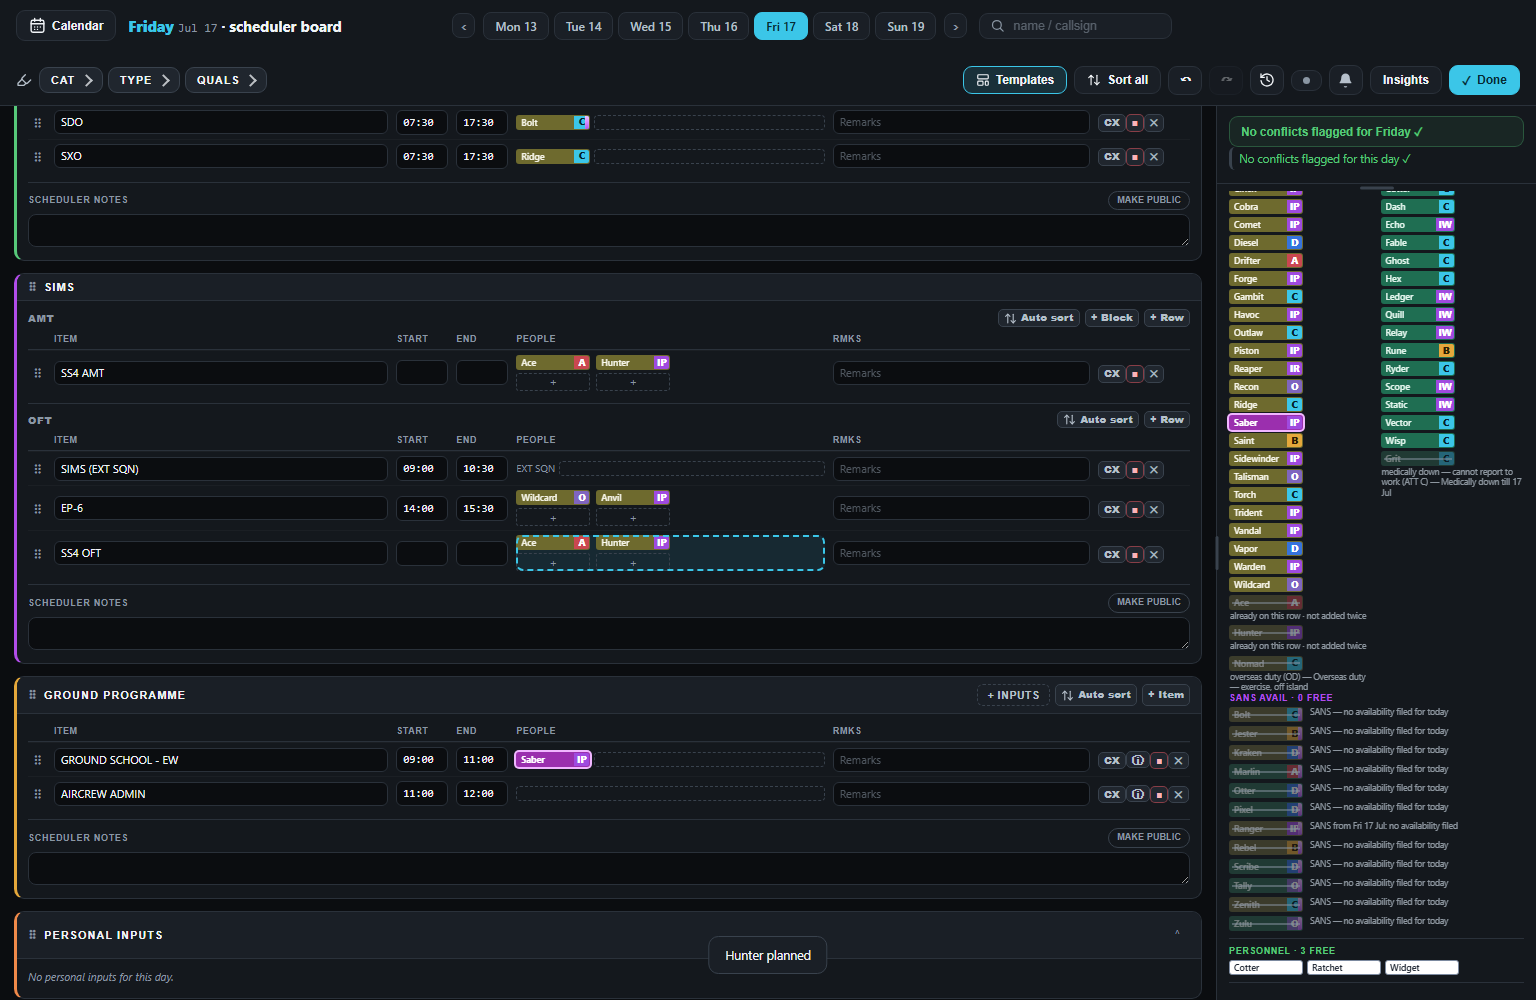 Calendar
Friday Jul 17 · scheduler board
‹ Mon 13 Tue 14 Wed 15 Thu 16 Fri 17 Sat 18 Sun 19 ›
name / callsign
CAT TYPE QUALS
Templates Sort all Insights ✓ Done
SDO 07:30 17:30 Bolt C Remarks CX
SXO 07:30 17:30 Ridge C Remarks CX
SCHEDULER NOTES MAKE PUBLIC
SIMS
AMT Auto sort + Block + Row
ITEM START END PEOPLE RMKS
SS4 AMT Ace A Hunter IP Remarks CX
+ +
OFT Auto sort + Row
ITEM START END PEOPLE RMKS
SIMS (EXT SQN) 09:00 10:30 EXT SQN Remarks CX
EP-6 14:00 15:30 Wildcard O Anvil IP Remarks CX
+ +
SS4 OFT Ace A Hunter IP Remarks CX
+ +
SCHEDULER NOTES MAKE PUBLIC
GROUND PROGRAMME + INPUTS Auto sort + Item
ITEM START END PEOPLE RMKS
GROUND SCHOOL - EW 09:00 11:00 Saber IP Remarks CX
AIRCREW ADMIN 11:00 12:00 Remarks CX
SCHEDULER NOTES MAKE PUBLIC
PERSONAL INPUTS
No personal inputs for this day.
Hunter planned
No conflicts flagged for Friday ✓
No conflicts flagged for this day ✓
Cobra IP
Comet IP
Diesel D
Drifter A
Forge IP
Gambit C
Havoc IP
Outlaw C
Piston IP
Reaper IR
Recon O
Ridge C
Saber IP
Saint B
Sidewinder IP
Talisman O
Torch C
Trident IP
Vandal IP
Vapor D
Warden IP
Wildcard O
Ace A
already on this row · not added twice
Hunter IP
already on this row · not added twice
Nomad C
overseas duty (OD) — Overseas duty
— exercise, off island
Dash C
Echo IW
Fable C
Ghost C
Hex C
Ledger IW
Quill IW
Relay IW
Rune B
Ryder C
Scope IW
Static IW
Vector C
Wisp C
Grit C
medically down — cannot report to
work (ATT C) — Medically down till 17
Jul
SANS AVAIL · 0 FREE
Bolt C SANS — no availability filed for today
Jester B SANS — no availability filed for today
Kraken D SANS — no availability filed for today
Marlin A SANS — no availability filed for today
Otter D SANS — no availability filed for today
Pixel D SANS — no availability filed for today
Ranger IP SANS from Fri 17 Jul: no availability filed
Rebel B SANS — no availability filed for today
Scribe D SANS — no availability filed for today
Tally O SANS — no availability filed for today
Zenith C SANS — no availability filed for today
Zulu O SANS — no availability filed for today
PERSONNEL · 3 FREE
Cotter Ratchet Widget